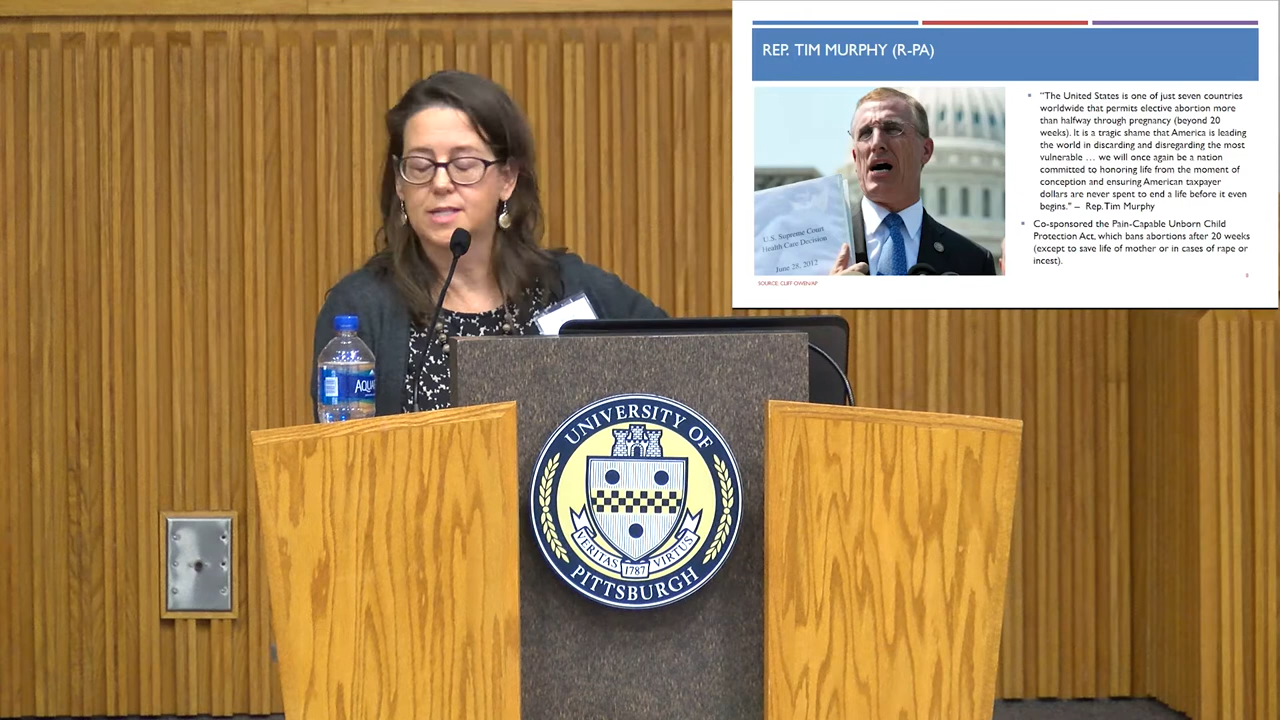 REP. TIM MURPHY (R-PA)
U.S. Supreme Court
Health Care Decision
June 28, 2012
SOURCE: CLIFF OWEN/AP
• "The United States is one of just seven countries
worldwide that permits elective abortion more
than halfway through pregnancy (beyond 20
weeks). It is a tragic shame that America is leading
the world in discarding and disregarding the most
vulnerable … we will once again be a nation
committed to honoring life from the moment of
conception and ensuring American taxpayer
dollars are never spent to end a life before it even
begins." – Rep. Tim Murphy
• Co-sponsored the Pain-Capable Unborn Child
Protection Act, which bans abortions after 20 weeks
(except to save life of mother or in cases of rape or
incest).
AQUA
UNIVERSITY OF
VERITAS 1787 VIRTUS
PITTSBURGH